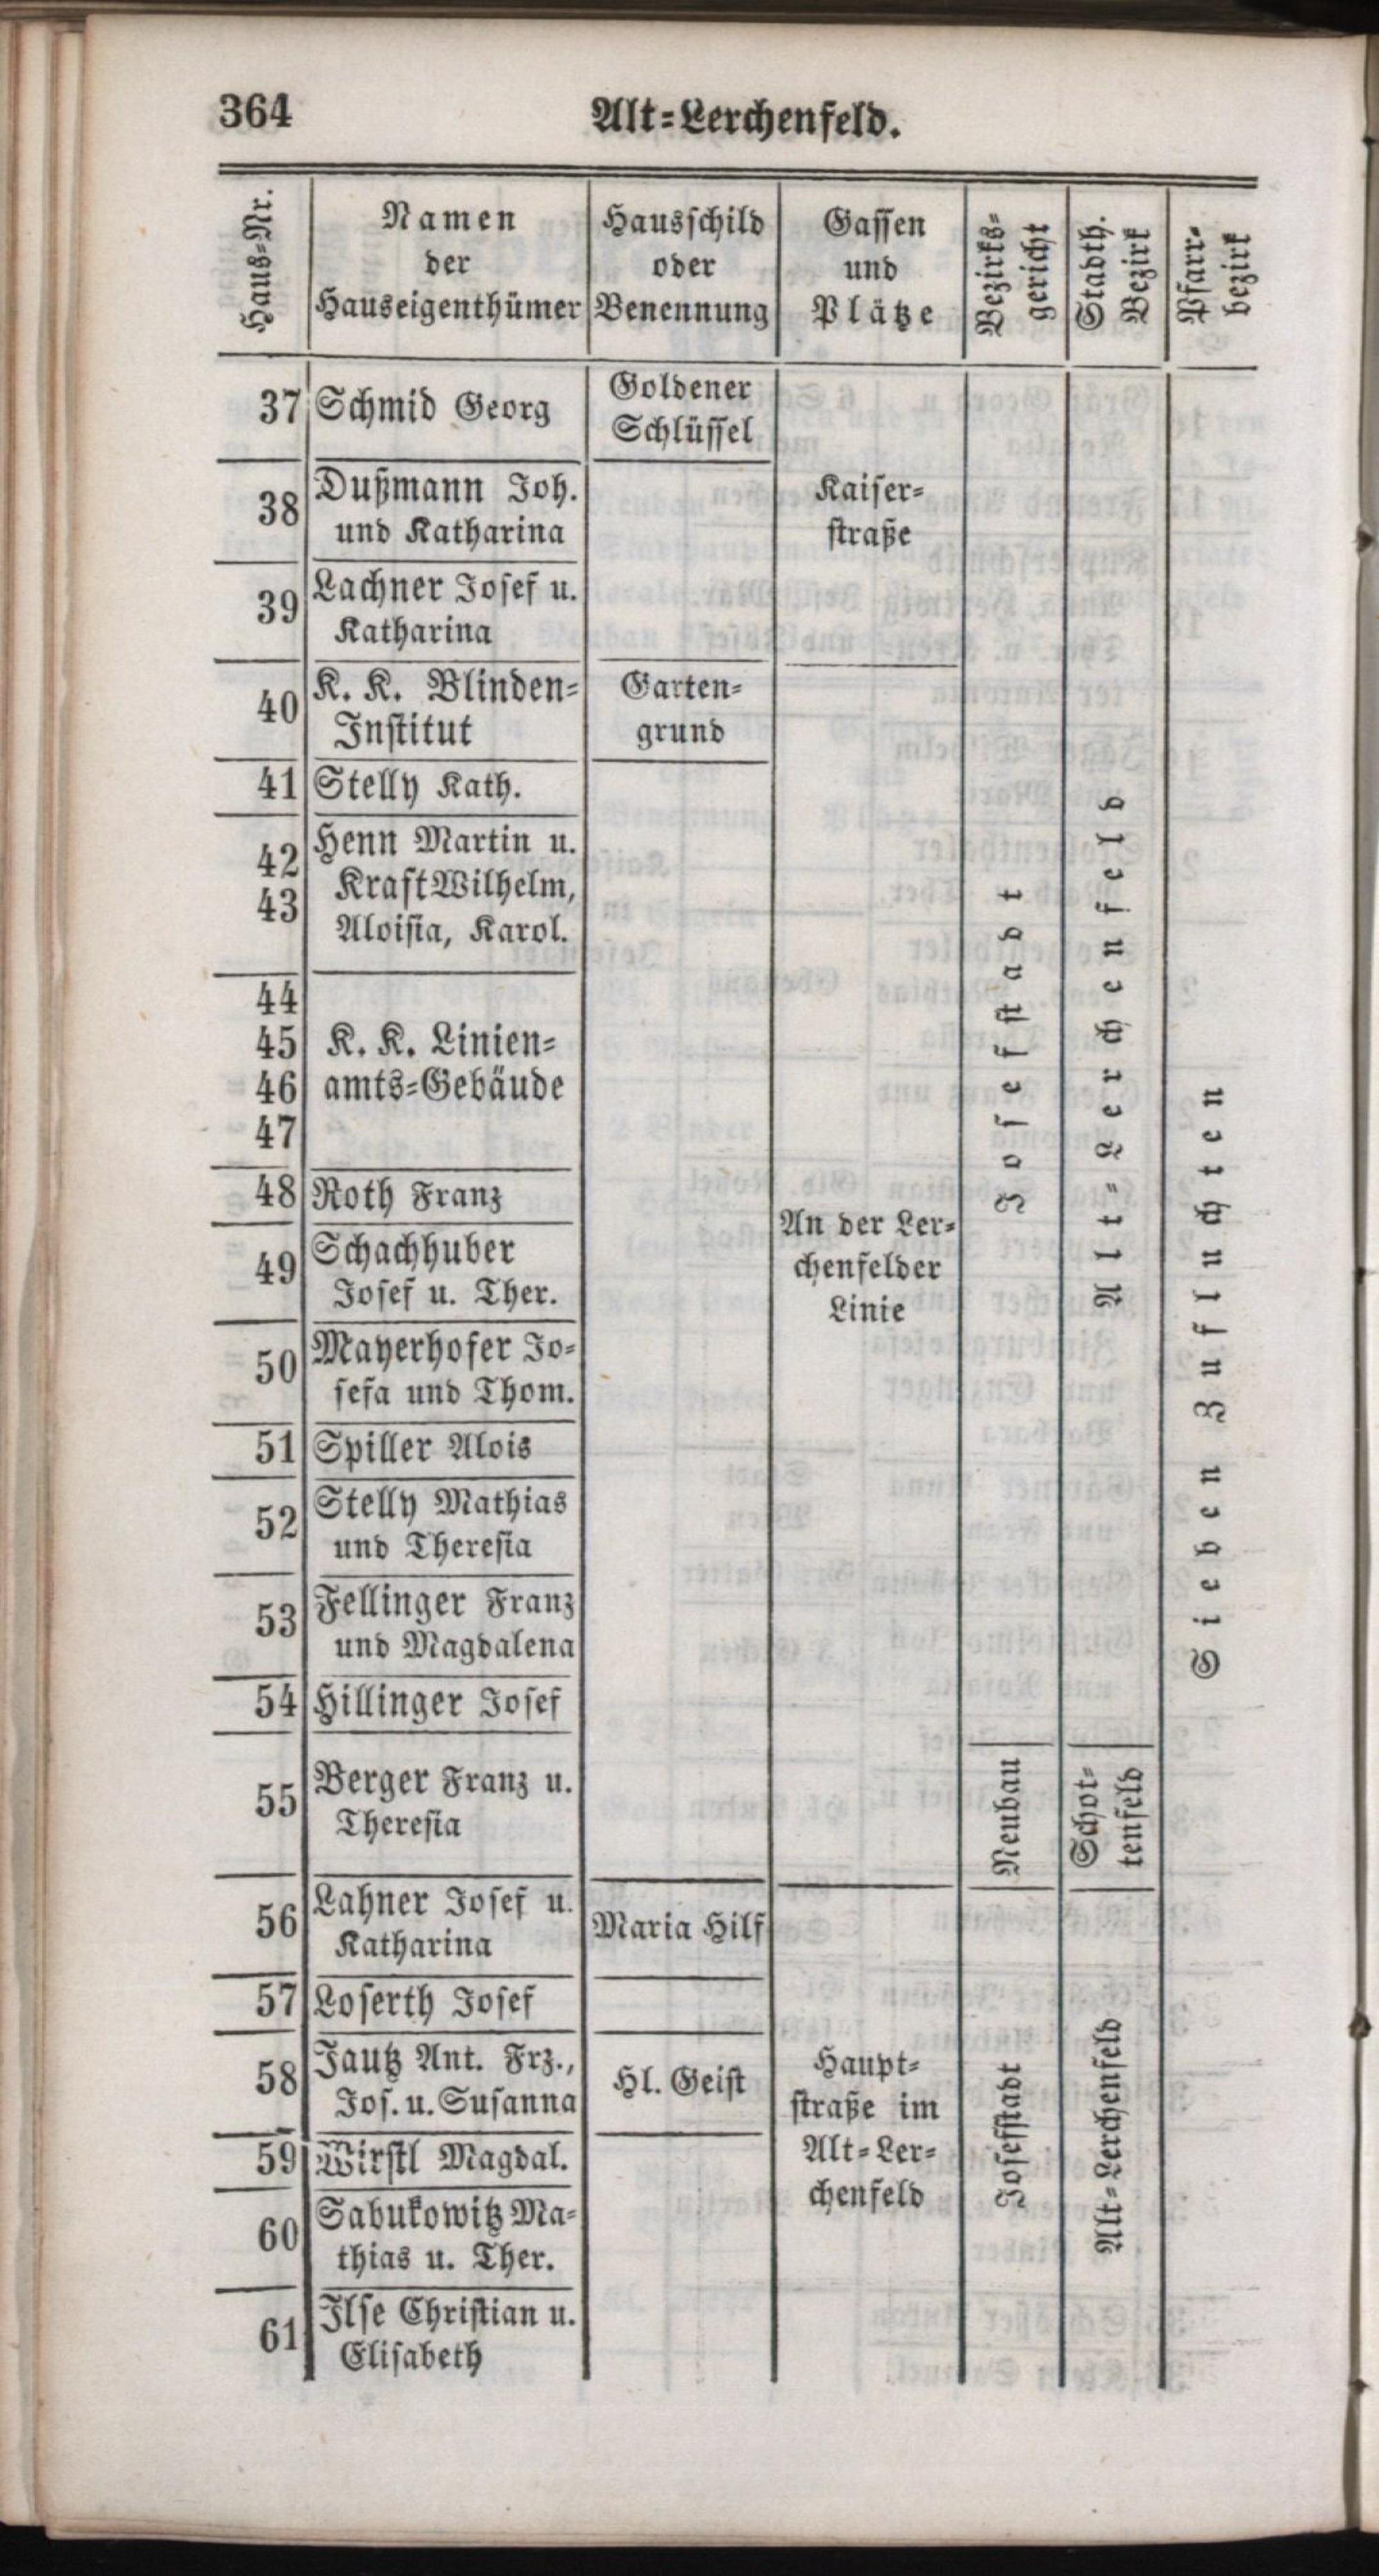 364
Alt-Lerchenfeld.
Haus-Nr.
Namen
der
Hauseigenthümer
Hausschild
oder
Benennung
Gassen
und
Plätze
Bezirks-
gericht
Stadth.
Bezirk
Pfarr-
bezirk
37 Schmid Georg
Goldener
Schlüssel
38 Dußmann Joh.
und Katharina
Kaiser-
straße
39 Lachner Josef u.
Katharina
40 K. K. Blinden-
Institut
Garten-
grund
41 Stelly Kath.
42
43
Henn Martin u.
Kraft Wilhelm,
Aloisia, Karol.
44
45 K. K. Linien-
46 amts-Gebäude
47
48 Roth Franz
49 Schachhuber
Josef u. Ther.
An der Ler-
chenfelder
Linie
50 Mayerhofer Jo-
sefa und Thom.
51 Spiller Alois
52 Stelly Mathias
und Theresia
53 Fellinger Franz
und Magdalena
54 Hillinger Josef
Josefstadt
Alt-Lerchenfeld
Sieben Zufluchten
55 Berger Franz u.
Theresia
Neubau
Schot-
tenfeld
56 Lahner Josef u.
Katharina
Maria Hilf
57 Loserth Josef
58 Jautz Ant. Frz.,
Jos. u. Susanna
Hl. Geist
Haupt-
straße im
Alt-Ler-
chenfeld
Josefstadt
Alt-Lerchenfeld
59 Wirstl Magdal.
60 Sabukowitz Ma-
thias u. Ther.
61 Ilse Christian u.
Elisabeth